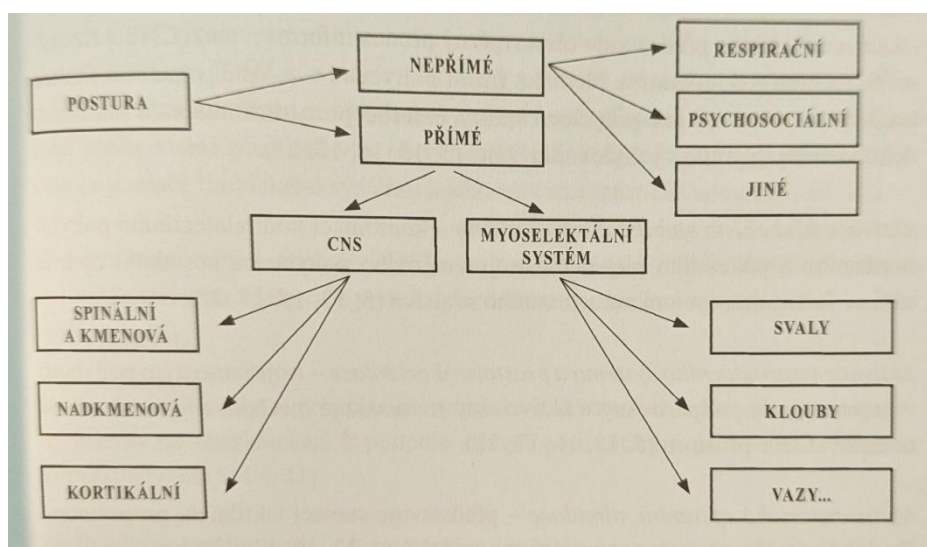 POSTURA
NEPŘÍMÉ
PŘÍMÉ
RESPIRAČNÍ
PSYCHOSOCIÁLNÍ
JINÉ
CNS
MYOSELEKTÁLNÍ
SYSTÉM
SPINÁLNÍ
A KMENOVÁ
NADKMENOVÁ
KORTIKÁLNÍ
SVALY
KLOUBY
VAZY...